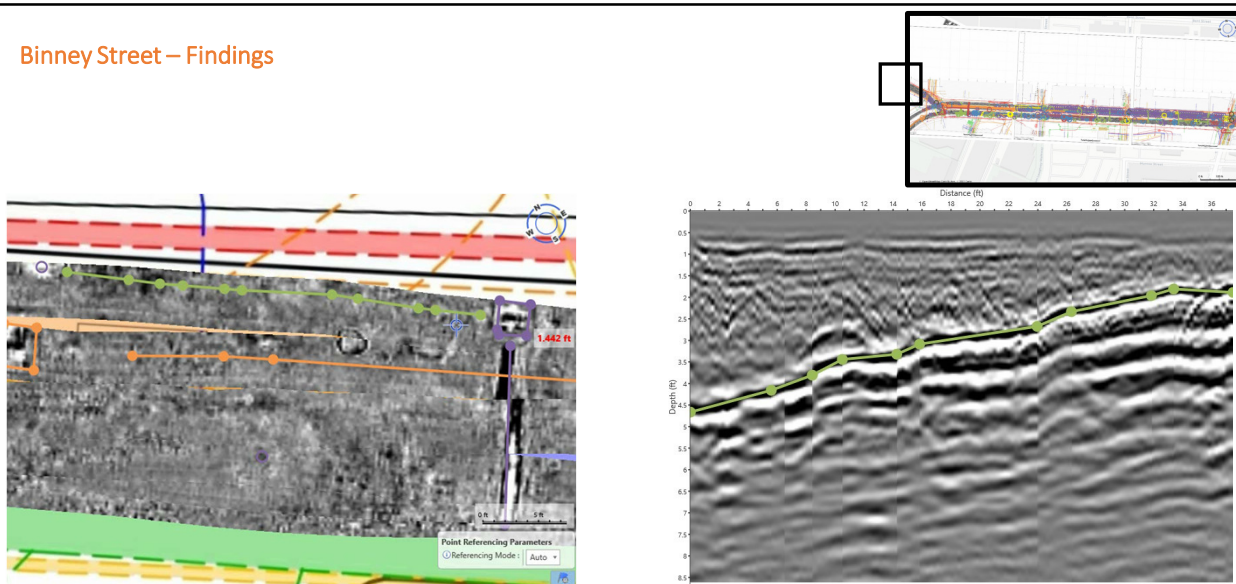 Binney Street – Findings
Distance (ft)
0 2 4 6 8 10 12 14 16 18 20 22 24 26 28 30 32 34 36
0
0.5
1
1.5
2
2.5
3
3.5
4
4.5
5
5.5
6
6.5
7
7.5
8
8.5
Depth (ft)
N
E
W
S
1.442 ft
0 ft 5 ft
Point Referencing Parameters
Referencing Mode : Auto